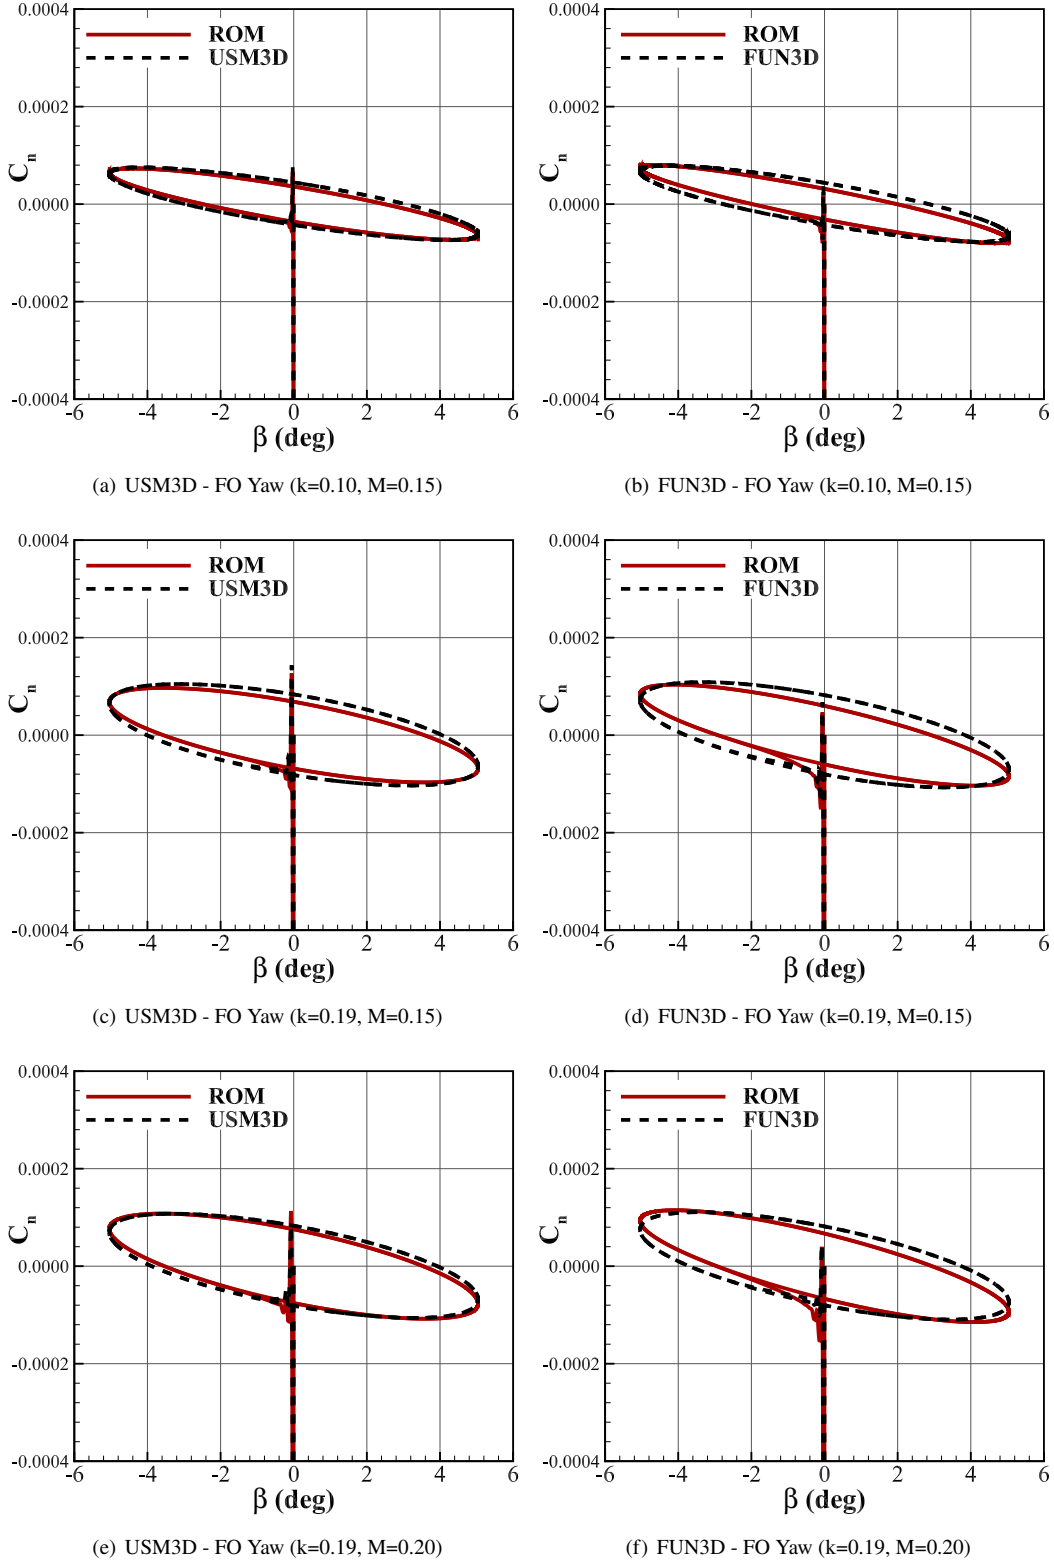 0.0004
ROM
USM3D
0.0002
Cn
0.0000
-0.0002
-0.0004
-6 -4 -2 0 2 4 6
β (deg)
(a) USM3D - FO Yaw (k=0.10, M=0.15)
0.0004
ROM
FUN3D
0.0002
Cn
0.0000
-0.0002
-0.0004
-6 -4 -2 0 2 4 6
β (deg)
(b) FUN3D - FO Yaw (k=0.10, M=0.15)
0.0004
ROM
USM3D
0.0002
Cn
0.0000
-0.0002
-0.0004
-6 -4 -2 0 2 4 6
β (deg)
(c) USM3D - FO Yaw (k=0.19, M=0.15)
0.0004
ROM
FUN3D
0.0002
Cn
0.0000
-0.0002
-0.0004
-6 -4 -2 0 2 4 6
β (deg)
(d) FUN3D - FO Yaw (k=0.19, M=0.15)
0.0004
ROM
USM3D
0.0002
Cn
0.0000
-0.0002
-0.0004
-6 -4 -2 0 2 4 6
β (deg)
(e) USM3D - FO Yaw (k=0.19, M=0.20)
0.0004
ROM
FUN3D
0.0002
Cn
0.0000
-0.0002
-0.0004
-6 -4 -2 0 2 4 6
β (deg)
(f) FUN3D - FO Yaw (k=0.19, M=0.20)